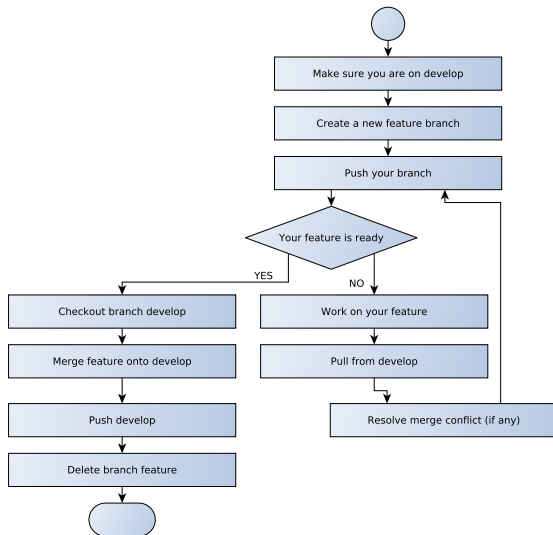 Make sure you are on develop
Create a new feature branch
Push your branch
Your feature is ready
YES
NO
Checkout branch develop
Work on your feature
Merge feature onto develop
Pull from develop
Push develop
Resolve merge conflict (if any)
Delete branch feature